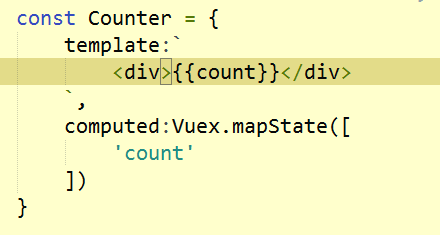 const Counter = {
    template:`
        <div>{{count}}</div>
    `,
    computed:Vuex.mapState([
        'count'
    ])
}